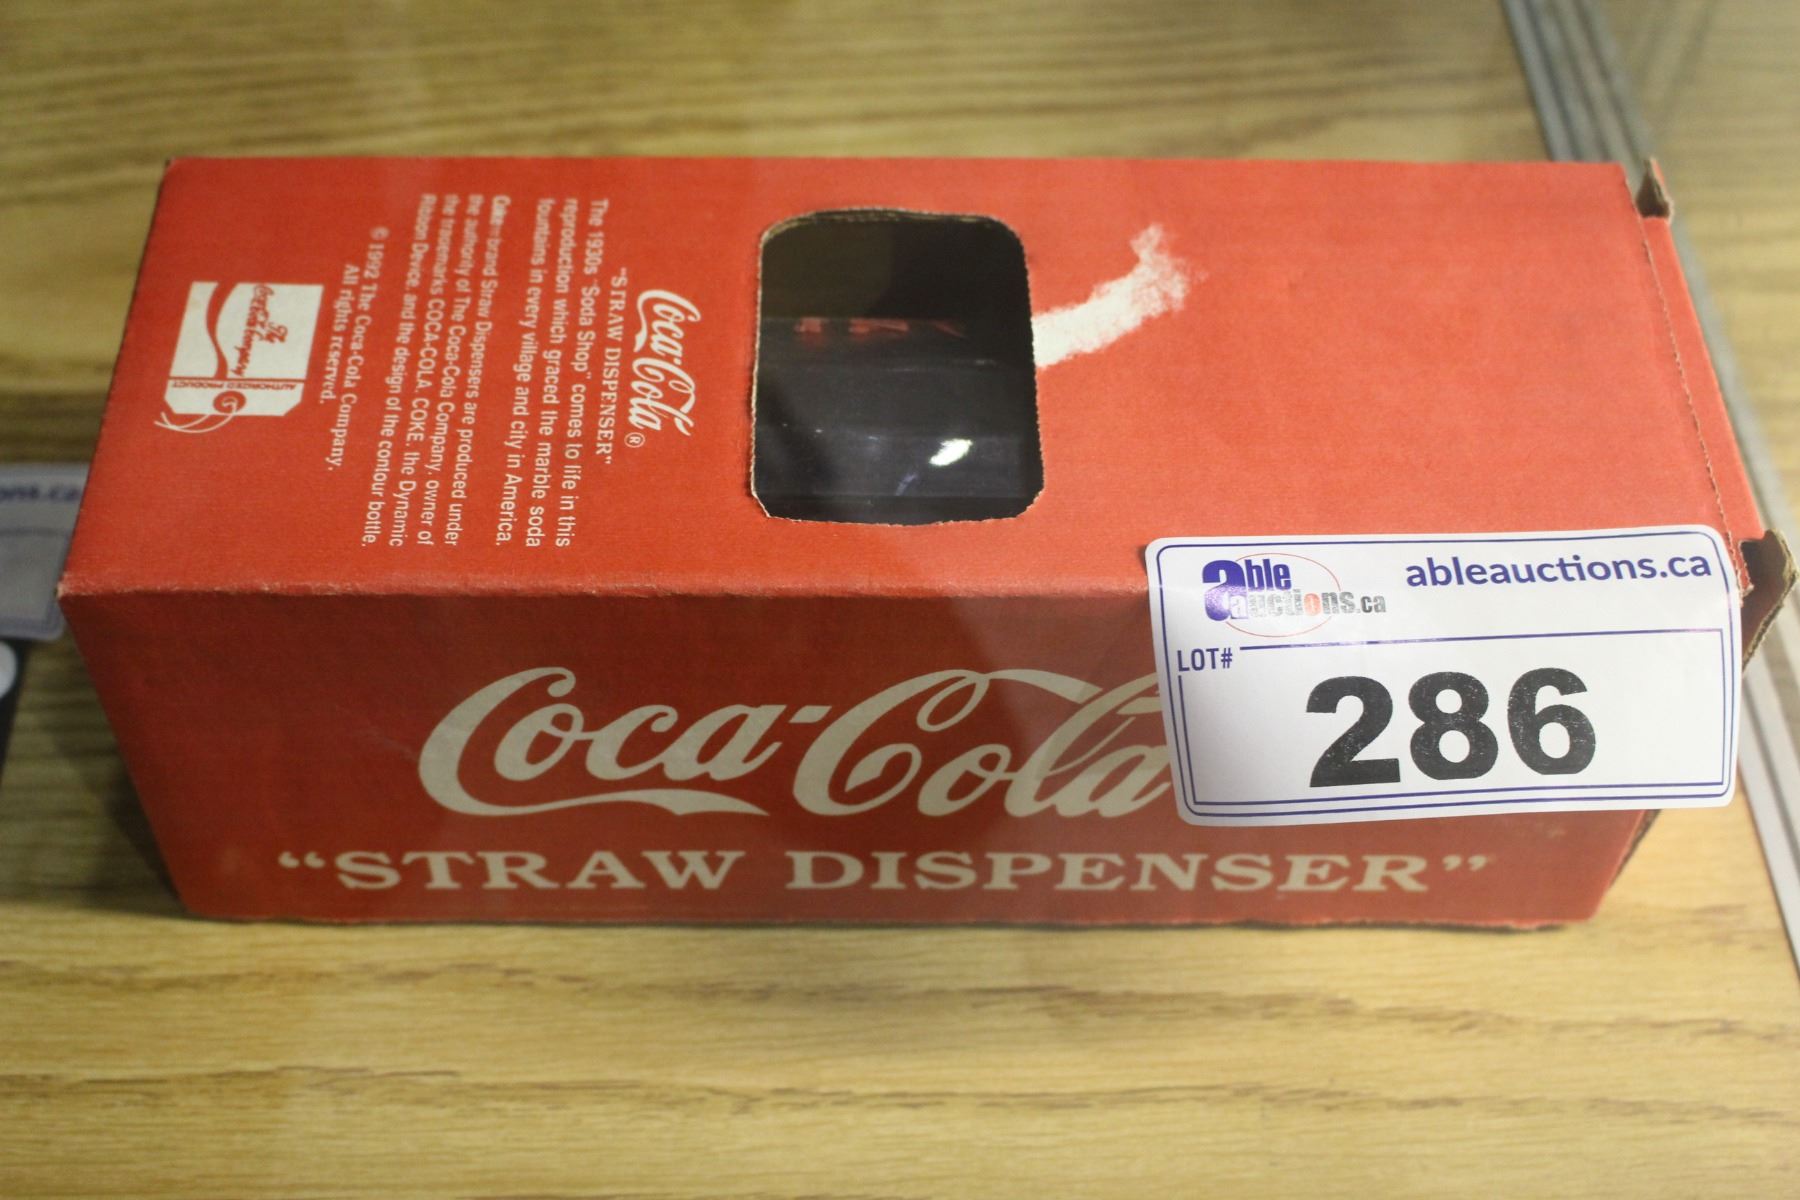 Coca-Cola®
"STRAW DISPENSER"
The 1930s "Soda Shop" comes to life in this
reproduction which graced the marble soda
fountains in every village and city in America.
Coke brand Straw Dispensers are produced under
the authority of The Coca-Cola Company, owner of
the trademarks COCA-COLA, COKE, the Dynamic
Ribbon Device, and the design of the contour bottle.
© 1992 The Coca-Cola Company.
All rights reserved.
The
Coca-Cola
Company
AUTHORIZED PRODUCT
Coca-Cola
"STRAW DISPENSER"
able
auctions.ca
ableauctions.ca
LOT#
286
ons.ca